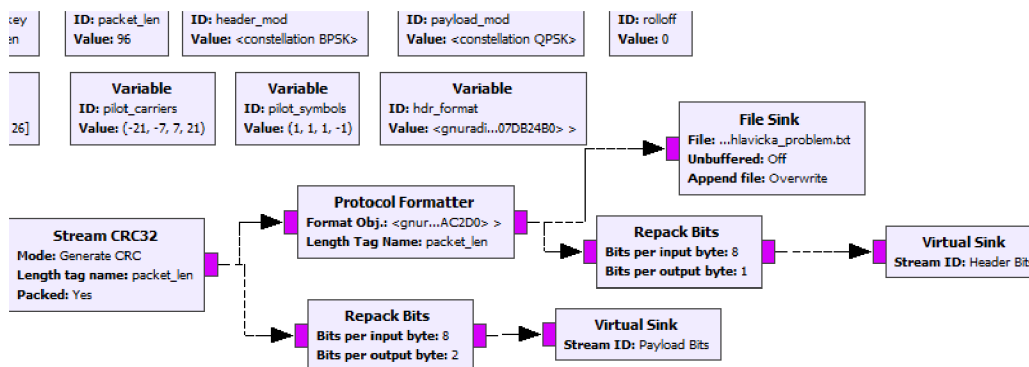 key
en
ID: packet_len
Value: 96
ID: header_mod
Value: <constellation BPSK>
ID: payload_mod
Value: <constellation QPSK>
ID: rolloff
Value: 0
26]
Variable
ID: pilot_carriers
Value: (-21, -7, 7, 21)
Variable
ID: pilot_symbols
Value: (1, 1, 1, -1)
Variable
ID: hdr_format
Value: <gnuradi...07DB24B0> >
File Sink
File: ...hlavicka_problem.txt
Unbuffered: Off
Append file: Overwrite
Protocol Formatter
Format Obj.: <gnur...AC2D0> >
Length Tag Name: packet_len
Stream CRC32
Mode: Generate CRC
Length tag name: packet_len
Packed: Yes
Repack Bits
Bits per input byte: 8
Bits per output byte: 1
Virtual Sink
Stream ID: Header Bit
Repack Bits
Bits per input byte: 8
Bits per output byte: 2
Virtual Sink
Stream ID: Payload Bits